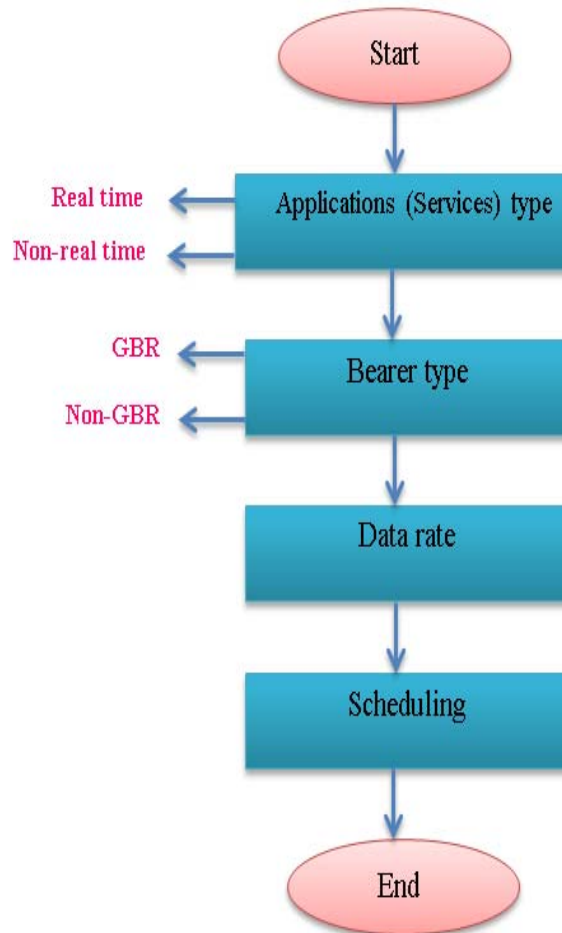 Start
Real time
Applications (Services) type
Non-real time
GBR
Bearer type
Non-GBR
Data rate
Scheduling
End